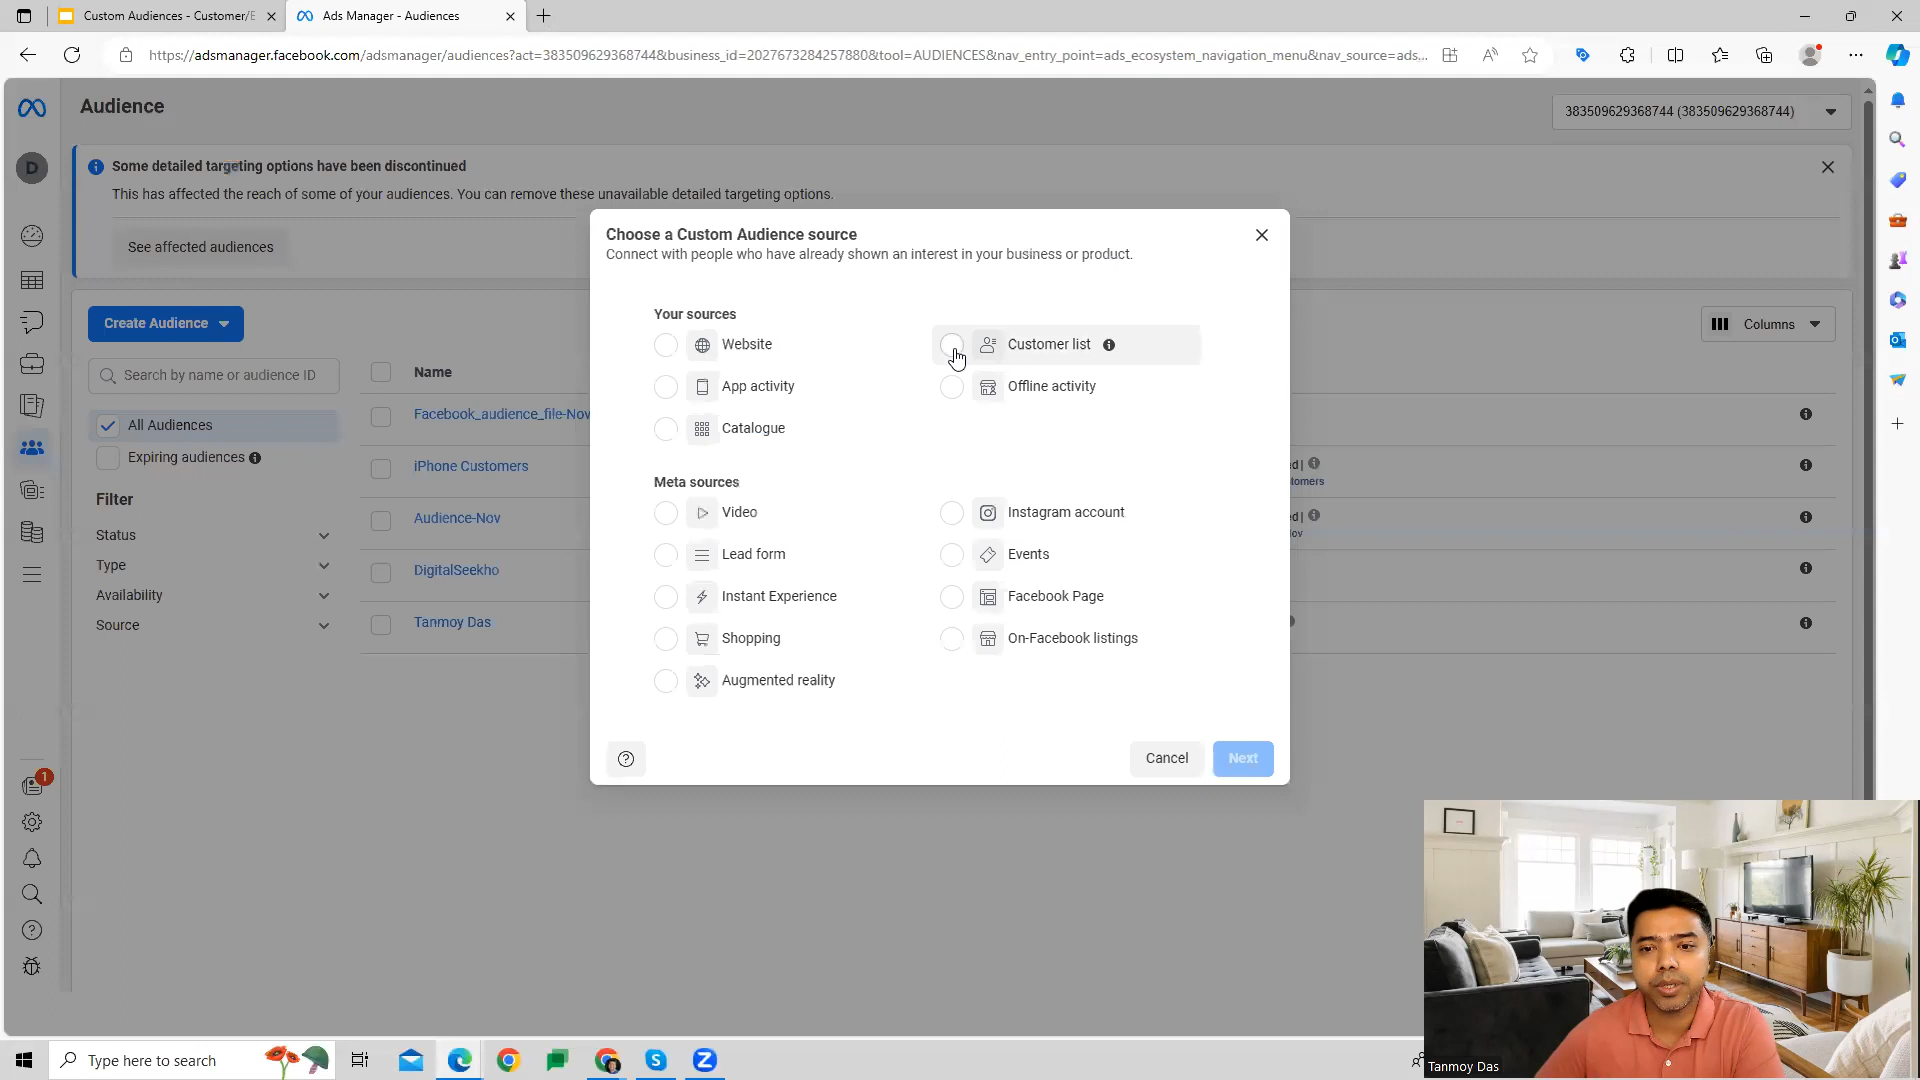 Custom Audiences - Customer/E
Ads Manager - Audiences
https://adsmanager.facebook.com/adsmanager/audiences?act=383509629368744&business_id=2027673284257880&tool=AUDIENCES&nav_entry_point=ads_ecosystem_navigation_menu&nav_source=ads...
Audience
383509629368744 (383509629368744)
D
Some detailed targeting options have been discontinued
This has affected the reach of some of your audiences. You can remove these unavailable detailed targeting options.
See affected audiences
Create Audience
Columns
Search by name or audience ID
Name
All Audiences
Expiring audiences
Filter
Status
Type
Availability
Source
Facebook_audience_file-Nov
iPhone Customers
Audience-Nov
DigitalSeekho
Tanmoy Das
ed |
tomers
ed |
lov
Choose a Custom Audience source
Connect with people who have already shown an interest in your business or product.
Your sources
Website
Customer list
App activity
Offline activity
Catalogue
Meta sources
Video
Instagram account
Lead form
Events
Instant Experience
Facebook Page
Shopping
On-Facebook listings
Augmented reality
Cancel
Next
1
Type here to search
Tanmoy Das